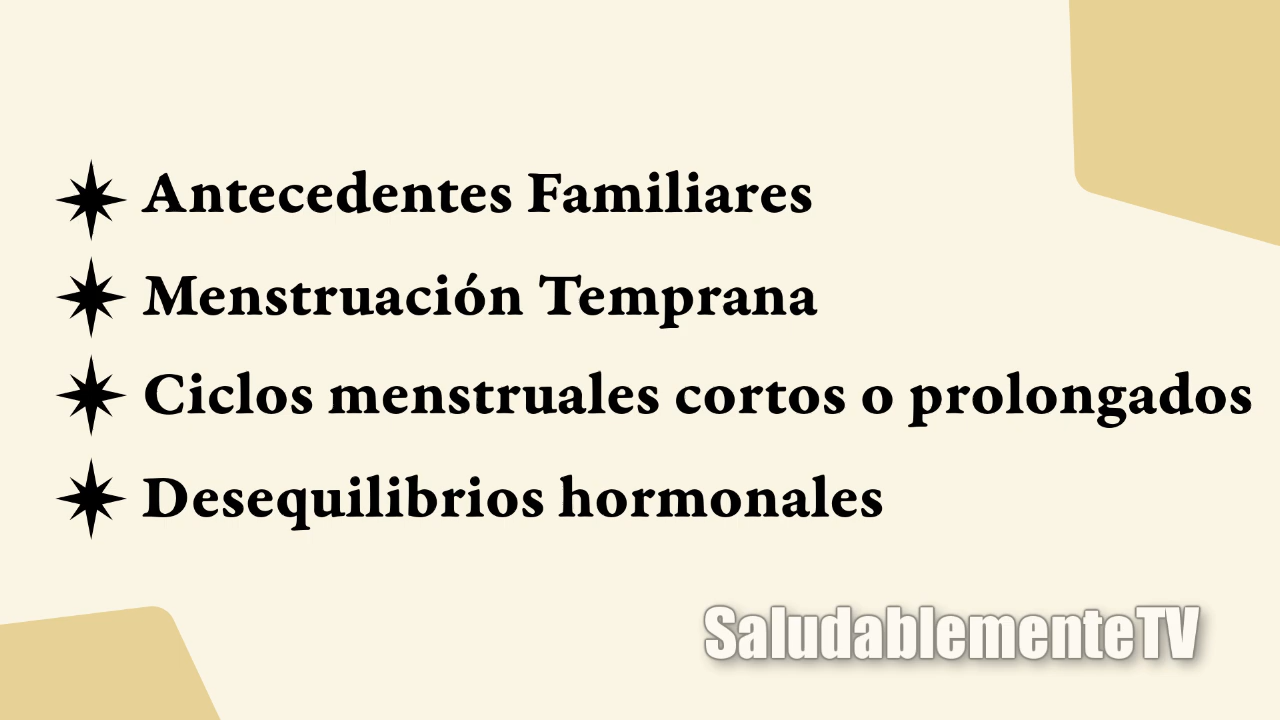 Antecedentes Familiares
Menstruación Temprana
Ciclos menstruales cortos o prolongados
Desequilibrios hormonales
SaludablementeTV